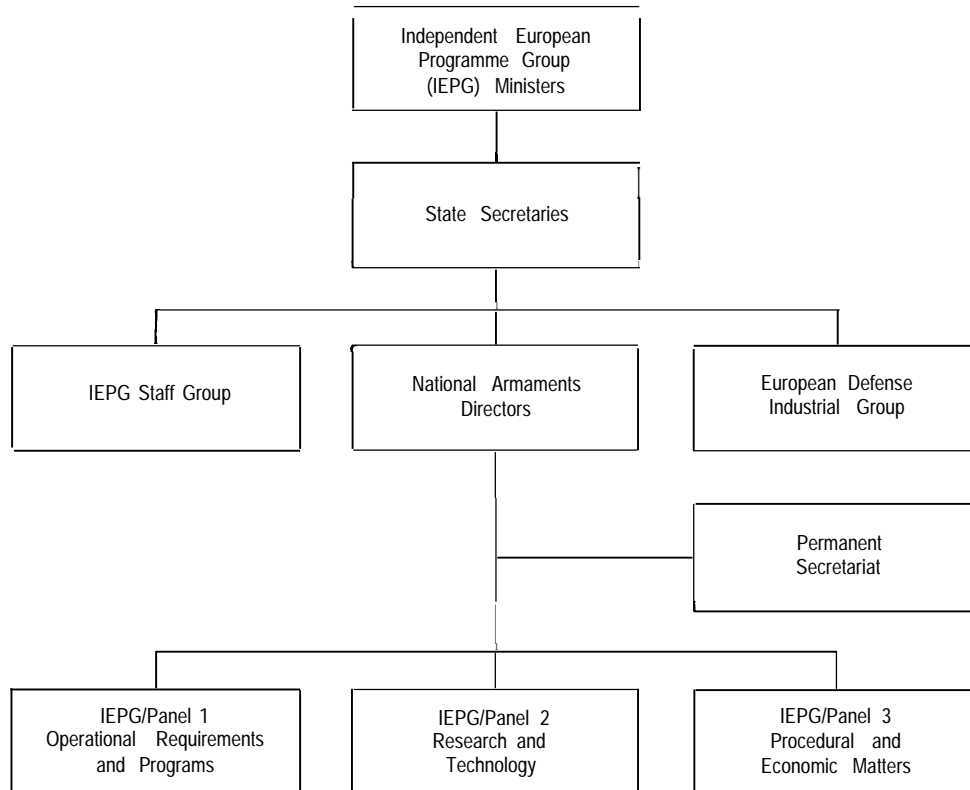 Independent European
Programme Group
(IEPG) Ministers
State Secretaries
IEPG Staff Group
National Armaments
Directors
European Defense
Industrial Group
Permanent
Secretariat
IEPG/Panel 1
Operational Requirements
and Programs
IEPG/Panel 2
Research and
Technology
IEPG/Panel 3
Procedural and
Economic Matters